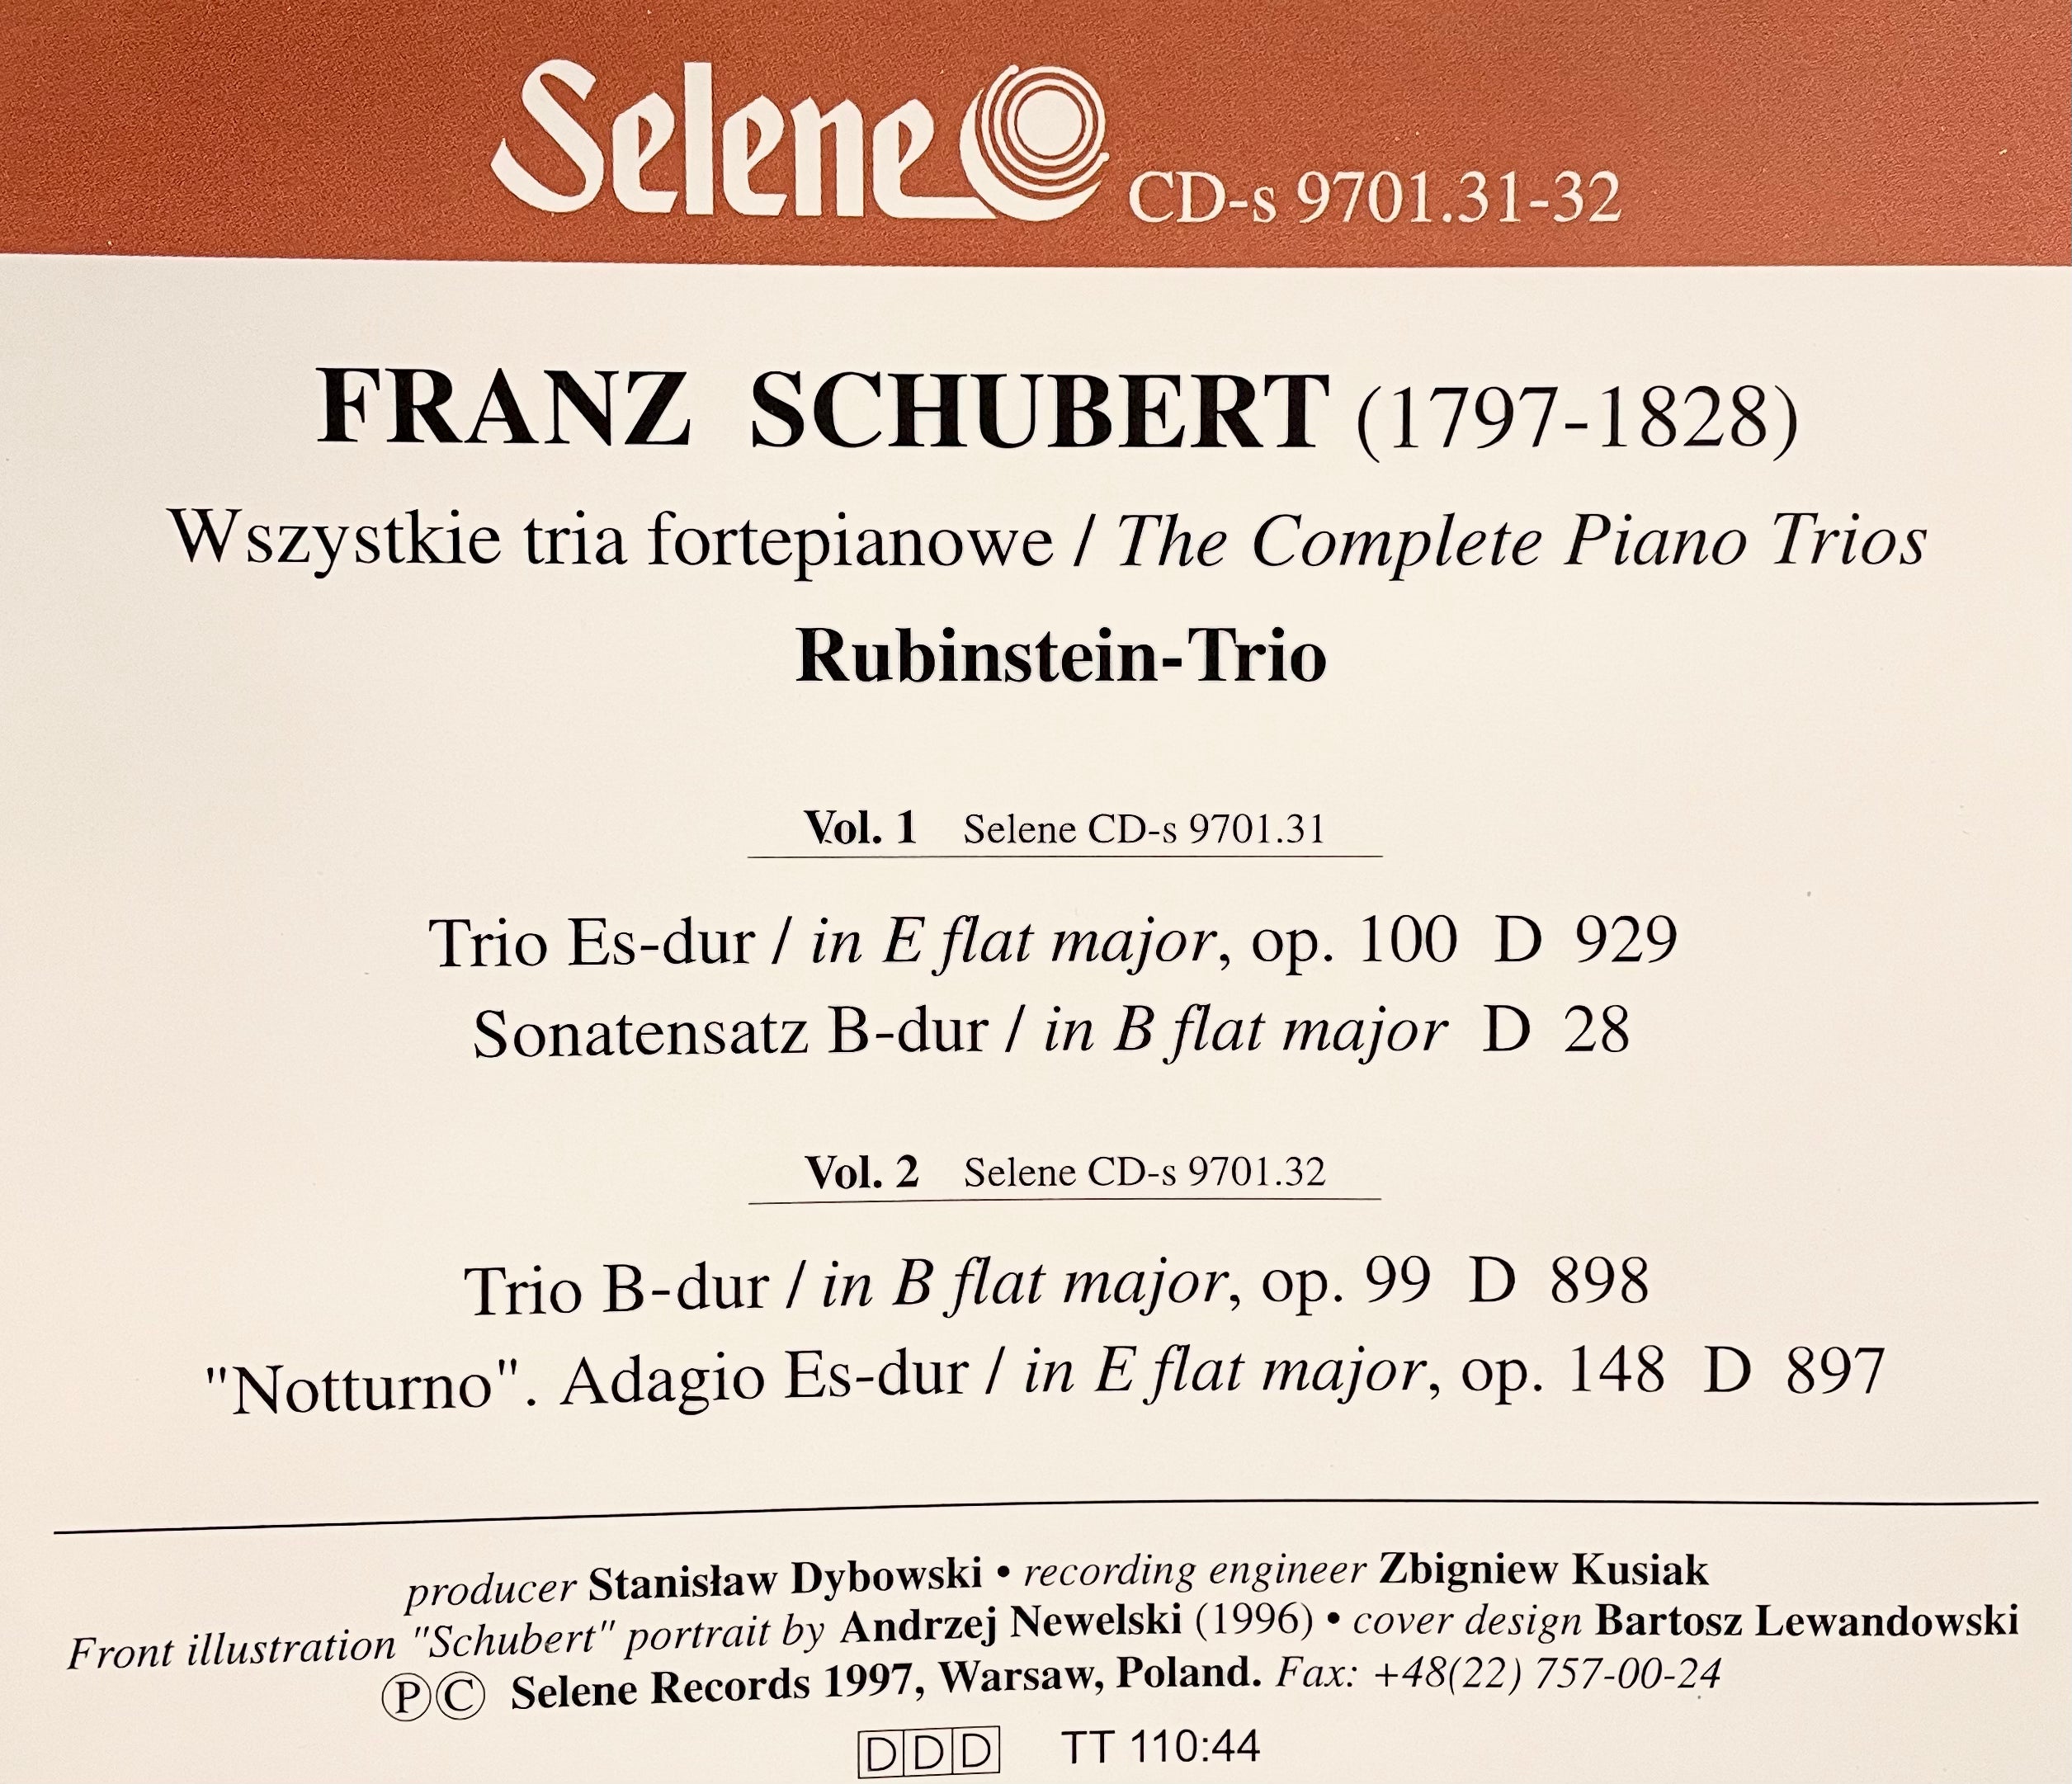 Selene CD-s 9701.31-32
FRANZ SCHUBERT (1797-1828)
Wszystkie tria fortepianowe / The Complete Piano Trios
Rubinstein-Trio
Vol. 1 Selene CD-s 9701.31
Trio Es-dur / in E flat major, op. 100 D 929
Sonatensatz B-dur / in B flat major D 28
Vol. 2 Selene CD-s 9701.32
Trio B-dur / in B flat major, op. 99 D 898
"Notturno". Adagio Es-dur / in E flat major, op. 148 D 897
producer Stanisław Dybowski • recording engineer Zbigniew Kusiak
Front illustration "Schubert" portrait by Andrzej Newelski (1996) • cover design Bartosz Lewandowski
Ⓟ© Selene Records 1997, Warsaw, Poland. Fax: +48(22) 757-00-24
DDD TT 110:44